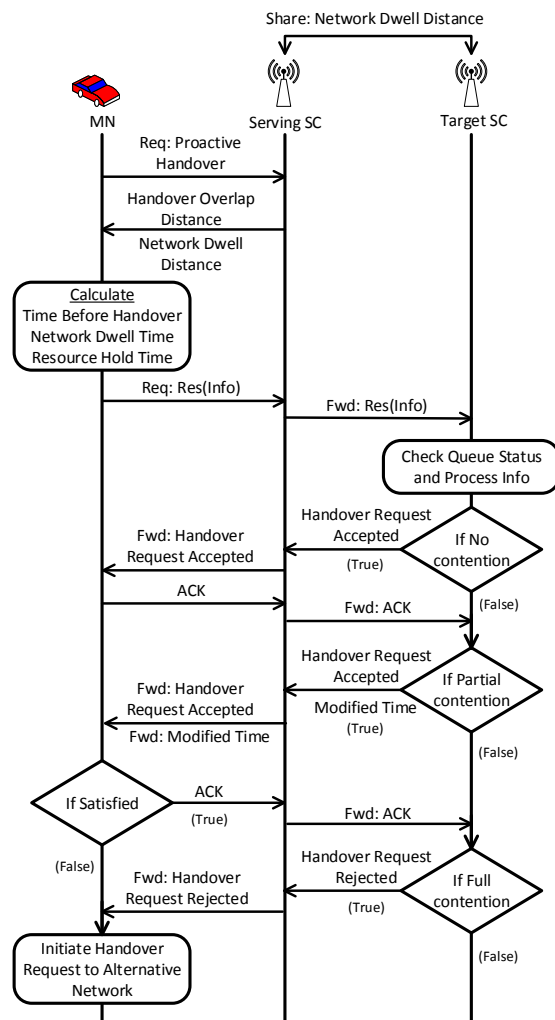 Share: Network Dwell Distance
MN
Serving SC
Target SC
Req: Proactive
Handover
Handover Overlap
Distance
Network Dwell
Distance
Calculate
Time Before Handover
Network Dwell Time
Resource Hold Time
Req: Res(Info)
Fwd: Res(Info)
Check Queue Status
and Process Info
Handover Request
Accepted
(True)
If No
contention
(False)
Fwd: Handover
Request Accepted
ACK
Fwd: ACK
Handover Request
Accepted
Modified Time
(True)
If Partial
contention
(False)
Fwd: Handover
Request Accepted
Fwd: Modified Time
If Satisfied
ACK
(True)
(False)
Fwd: ACK
Handover Request
Rejected
(True)
If Full
contention
(False)
Fwd: Handover
Request Rejected
Initiate Handover
Request to Alternative
Network